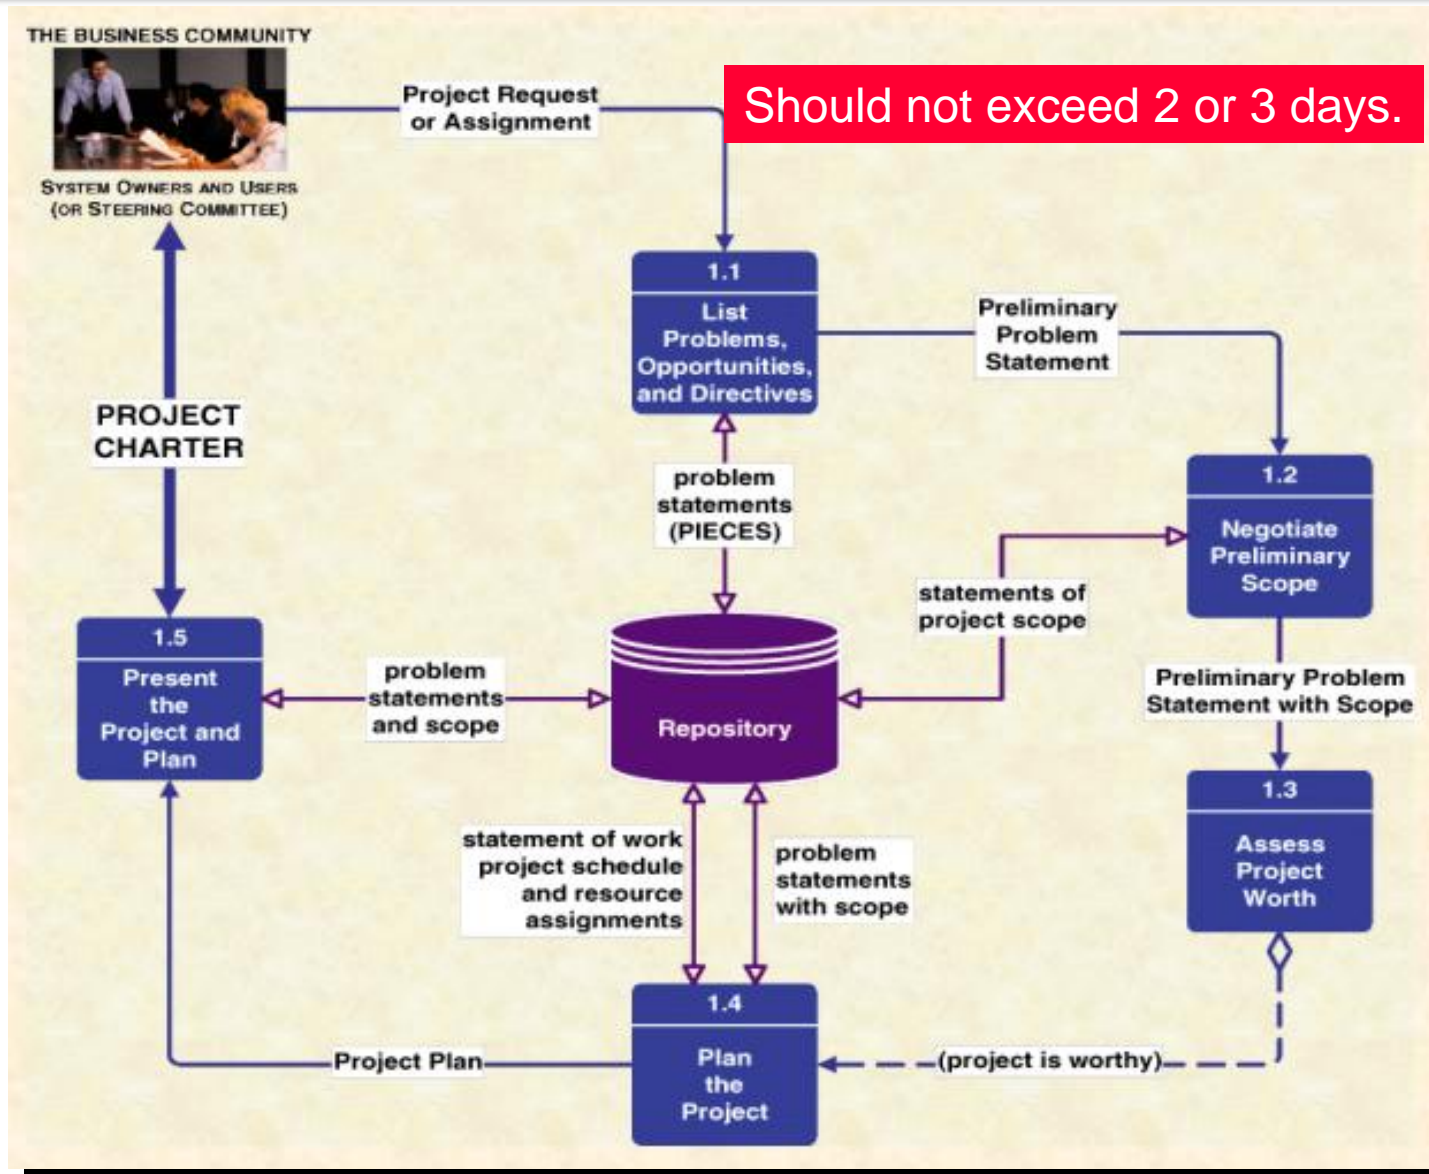 THE BUSINESS COMMUNITY
SYSTEM OWNERS AND USERS
(OR STEERING COMMITTEE)
Project Request
or Assignment
Should not exceed 2 or 3 days.
1.1
List
Problems,
Opportunities,
and Directives
Preliminary
Problem
Statement
PROJECT
CHARTER
problem
statements
(PIECES)
1.2
Negotiate
Preliminary
Scope
statements of
project scope
1.5
Present
the
Project and
Plan
problem
statements
and scope
Repository
Preliminary Problem
Statement with Scope
1.3
Assess
Project
Worth
statement of work
project schedule
and resource
assignments
problem
statements
with scope
1.4
Plan
the
Project
Project Plan
(project is worthy)